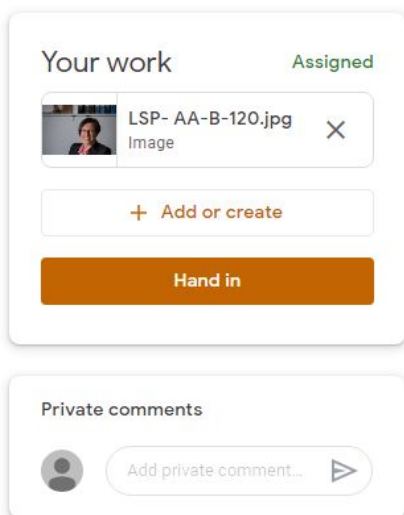 Your work
Assigned
LSP- AA-B-120.jpg
Image
+ Add or create
Hand in
Private comments
Add private comment...